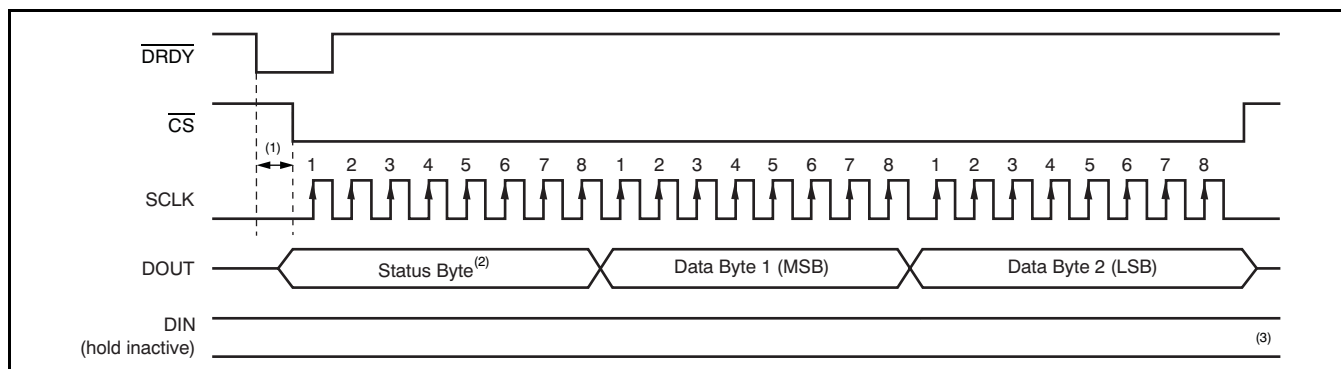 DRDY
CS
(1)
1 2 3 4 5 6 7 8 1 2 3 4 5 6 7 8 1 2 3 4 5 6 7 8
SCLK
DOUT Status Byte(2) Data Byte 1 (MSB) Data Byte 2 (LSB)
DIN
(hold inactive) (3)